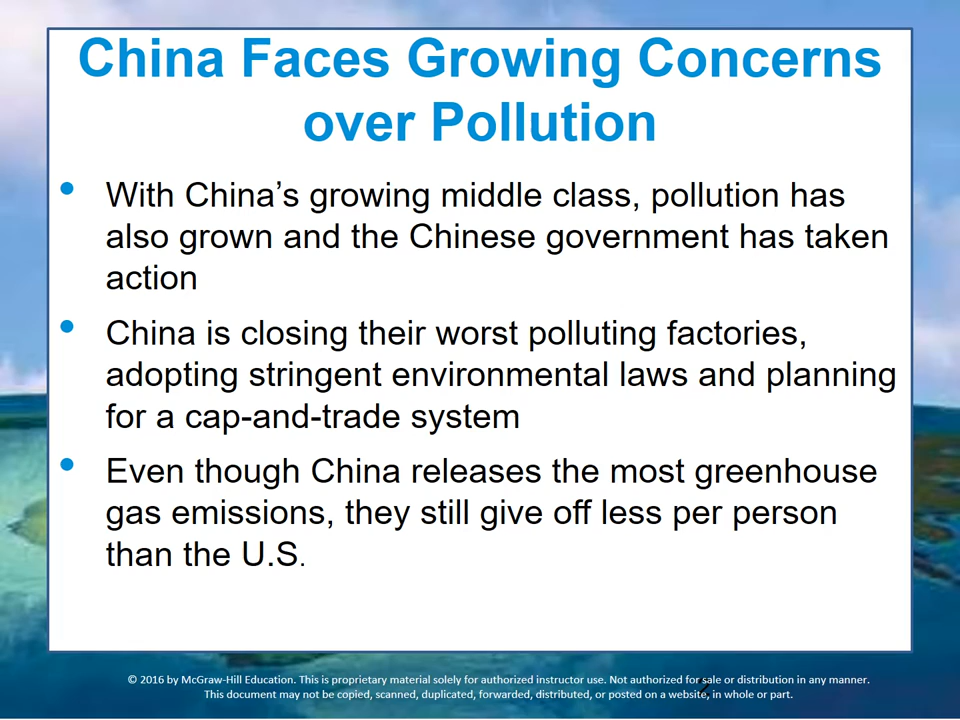 China Faces Growing Concerns
over Pollution
• With China’s growing middle class, pollution has
also grown and the Chinese government has taken
action
• China is closing their worst polluting factories,
adopting stringent environmental laws and planning
for a cap-and-trade system
• Even though China releases the most greenhouse
gas emissions, they still give off less per person
than the U.S.
© 2016 by McGraw-Hill Education. This is proprietary material solely for authorized instructor use. Not authorized for sale or distribution in any manner.
This document may not be copied, scanned, duplicated, forwarded, distributed, or posted on a website, in whole or part.